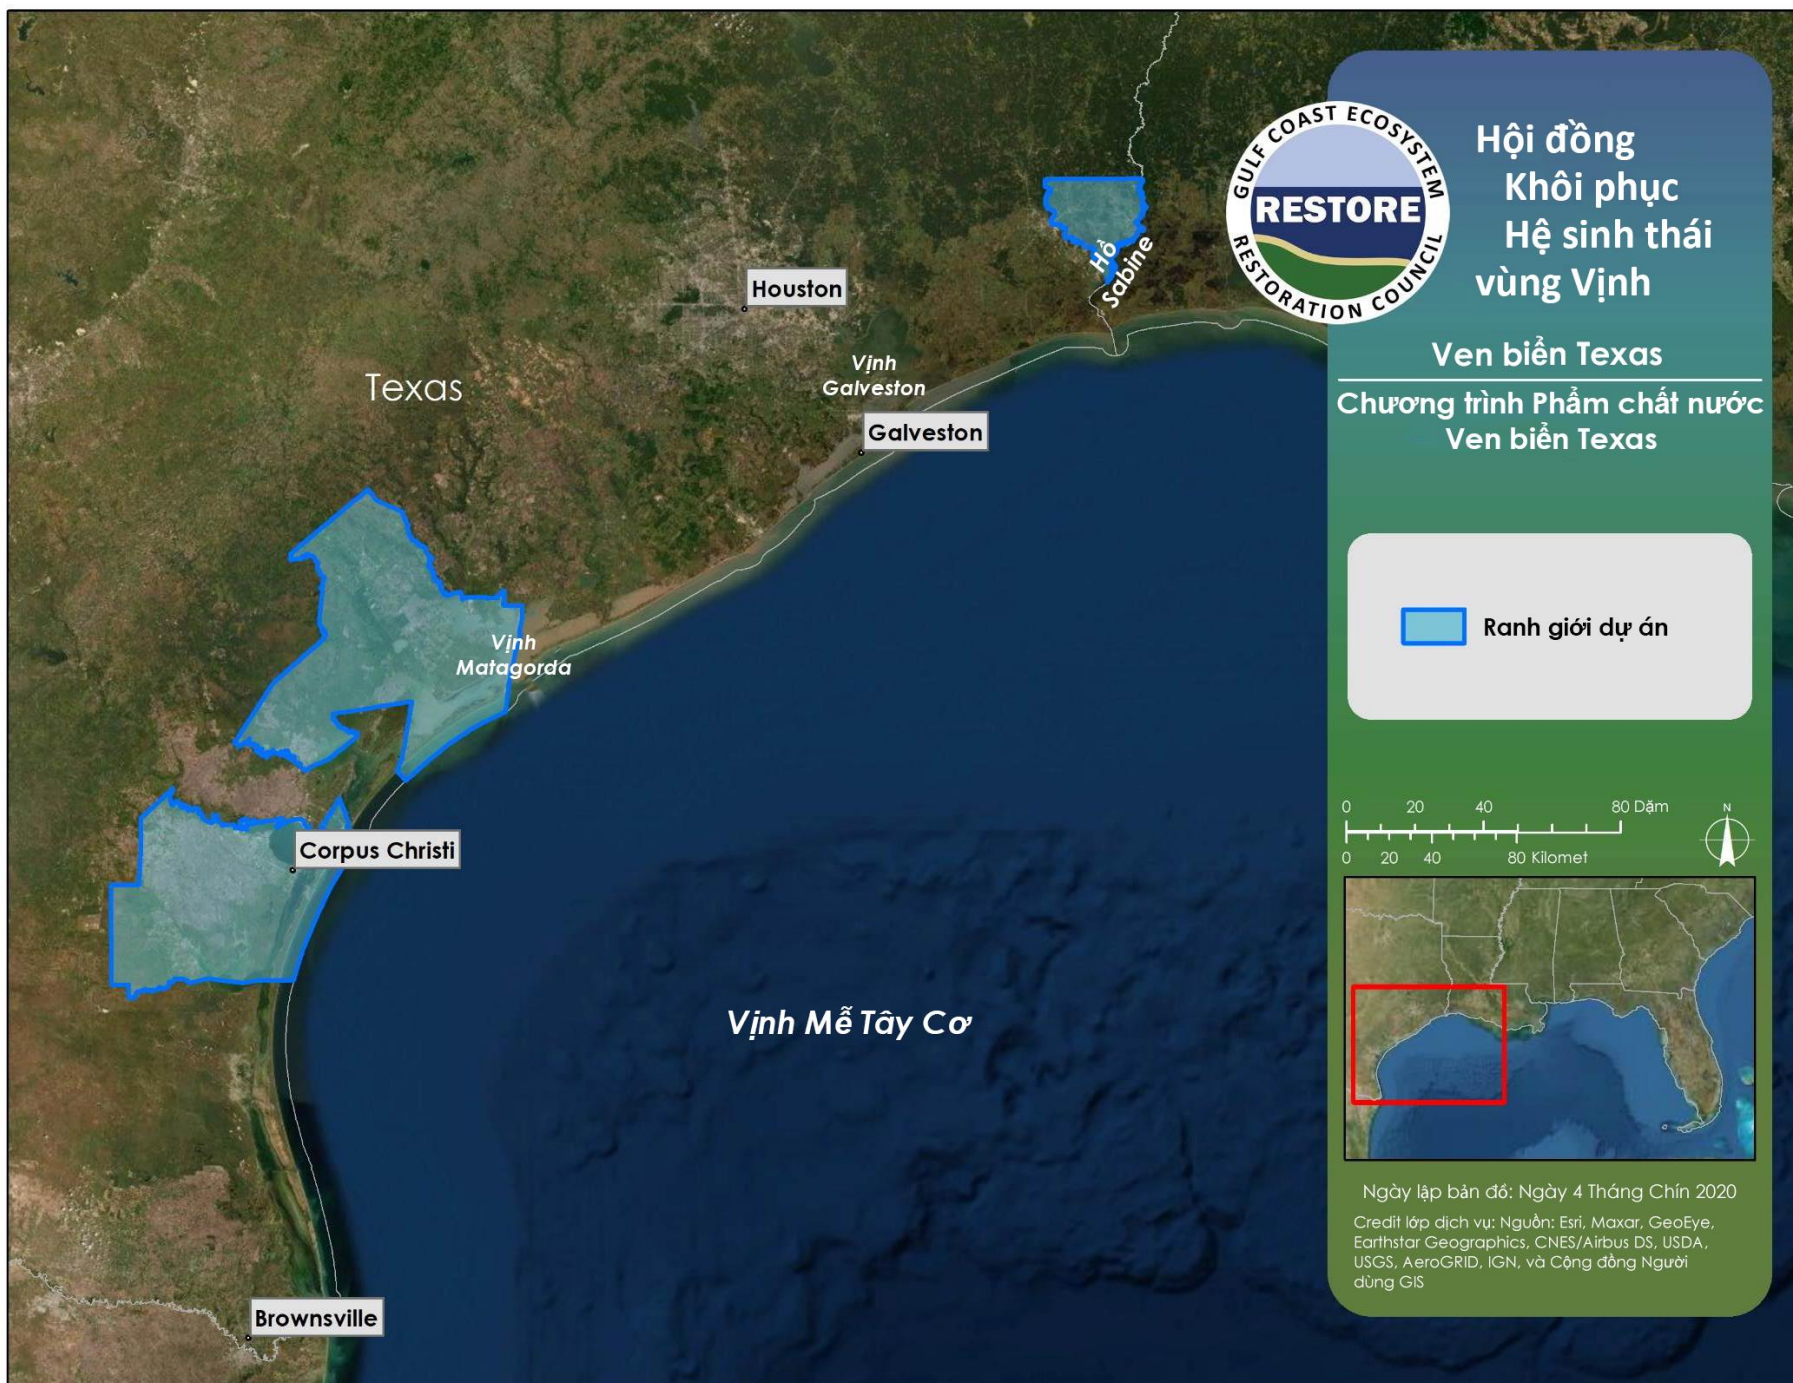 GULF COAST ECOSYSTEM
RESTORE
RESTORATION COUNCIL
Hội đồng
Khôi phục
Hệ sinh thái
vùng Vịnh
Ven biển Texas
Chương trình Phẩm chất nước
Ven biển Texas
Ranh giới dự án
0 20 40 80 Dặm
0 20 40 80 Kilomet
N
Ngày lập bản đồ: Ngày 4 Tháng Chín 2020
Credit lớp dịch vụ: Nguồn: Esri, Maxar, GeoEye,
Earthstar Geographics, CNES/Airbus DS, USDA,
USGS, AeroGRID, IGN, và Cộng đồng Người
dùng GIS
Hồ
Sabine
Houston
Vịnh
Galveston
Texas
Galveston
Vịnh
Matagorda
Corpus Christi
Vịnh Mễ Tây Cơ
Brownsville